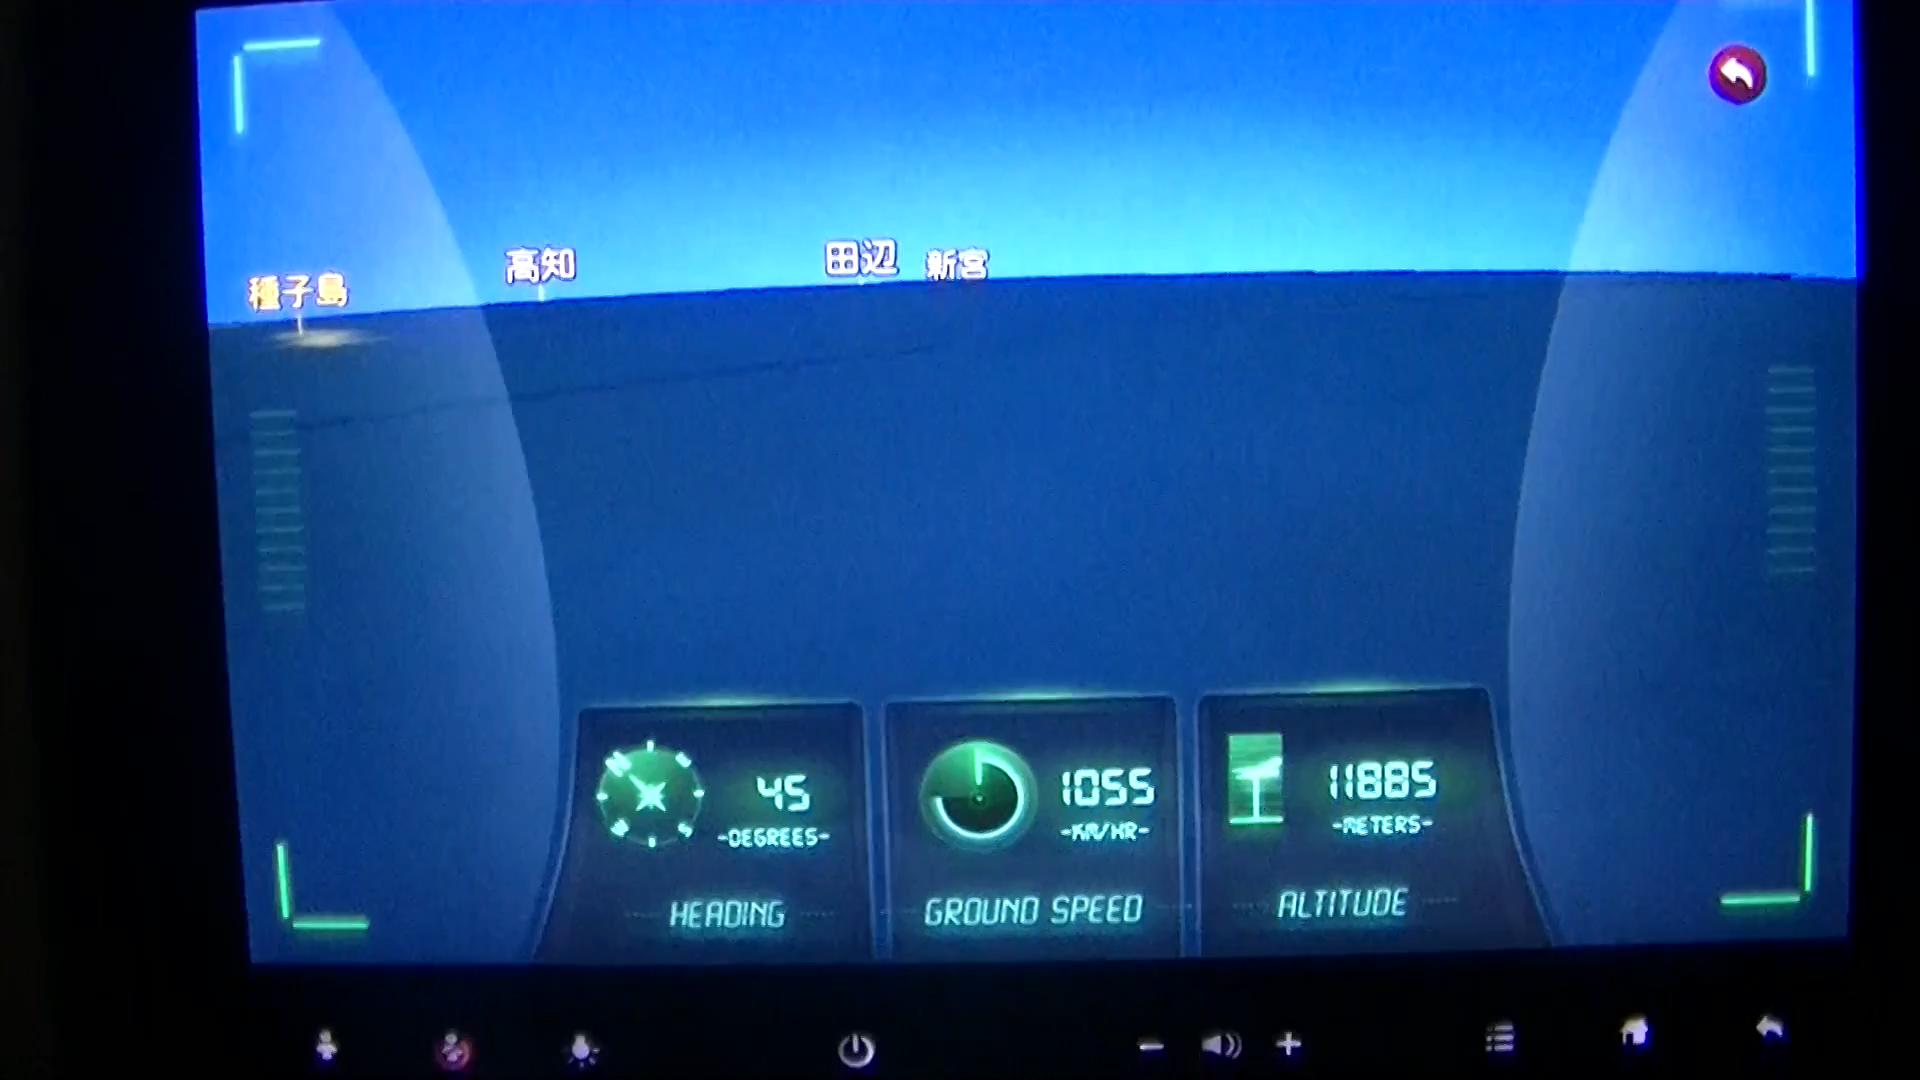 種子島
高知
田辺
新宮
N
45
-DEGREES-
HEADING
1055
-KM/HR-
GROUND SPEED
11885
-METERS-
ALTITUDE